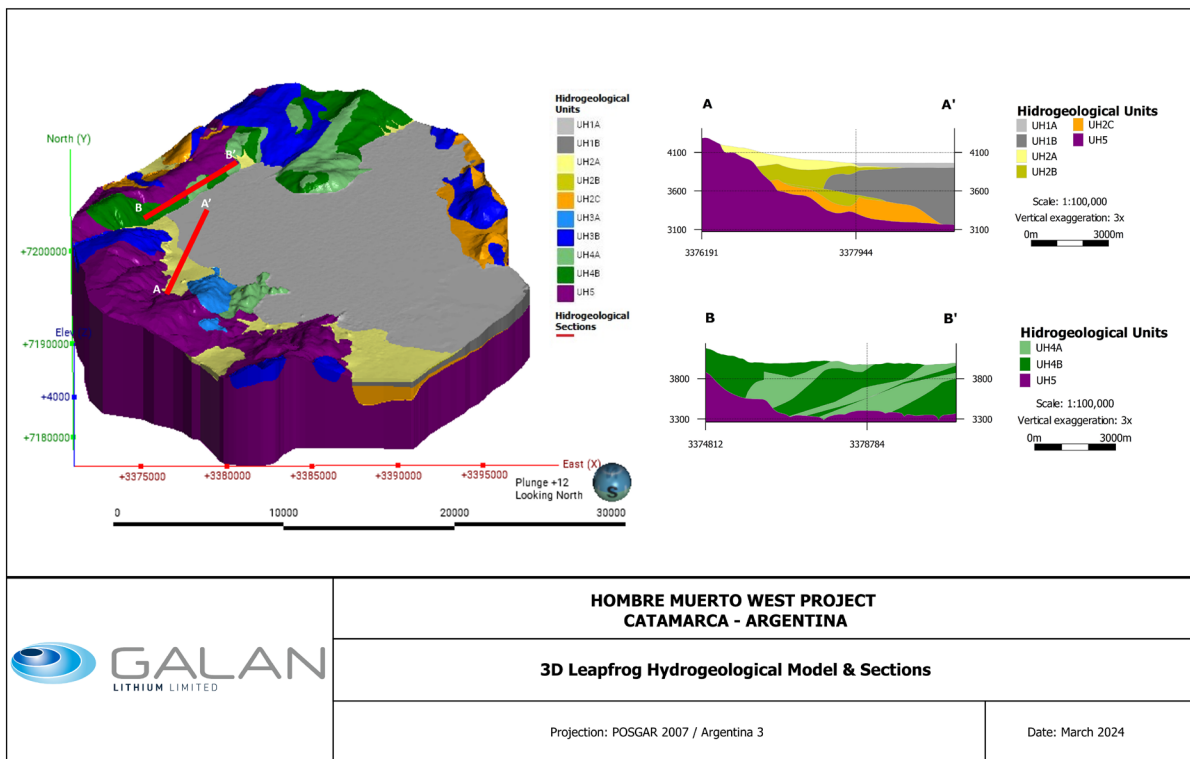 North (Y)
+7200000
Elev
+7190000
+4000
+7180000
B'
B
A'
A
+3375000
+3380000
+3385000
+3390000
+3395000
East (X)
Plunge +12
Looking North
S
0
10000
20000
30000
Hidrogeological
Units
UH1A
UH1B
UH2A
UH2B
UH2C
UH3A
UH3B
UH4A
UH4B
UH5
Hidrogeological
Sections
A
A'
4100
3600
3100
4100
3600
3100
3376191
3377944
Hidrogeological Units
UH1A
UH2C
UH1B
UH5
UH2A
UH2B
Scale: 1:100,000
Vertical exaggeration: 3x
0m
3000m
B
B'
3800
3300
3800
3300
3374812
3378784
Hidrogeological Units
UH4A
UH4B
UH5
Scale: 1:100,000
Vertical exaggeration: 3x
0m
3000m
GALAN
LITHIUM LIMITED
HOMBRE MUERTO WEST PROJECT
CATAMARCA - ARGENTINA
3D Leapfrog Hydrogeological Model & Sections
Projection: POSGAR 2007 / Argentina 3
Date: March 2024